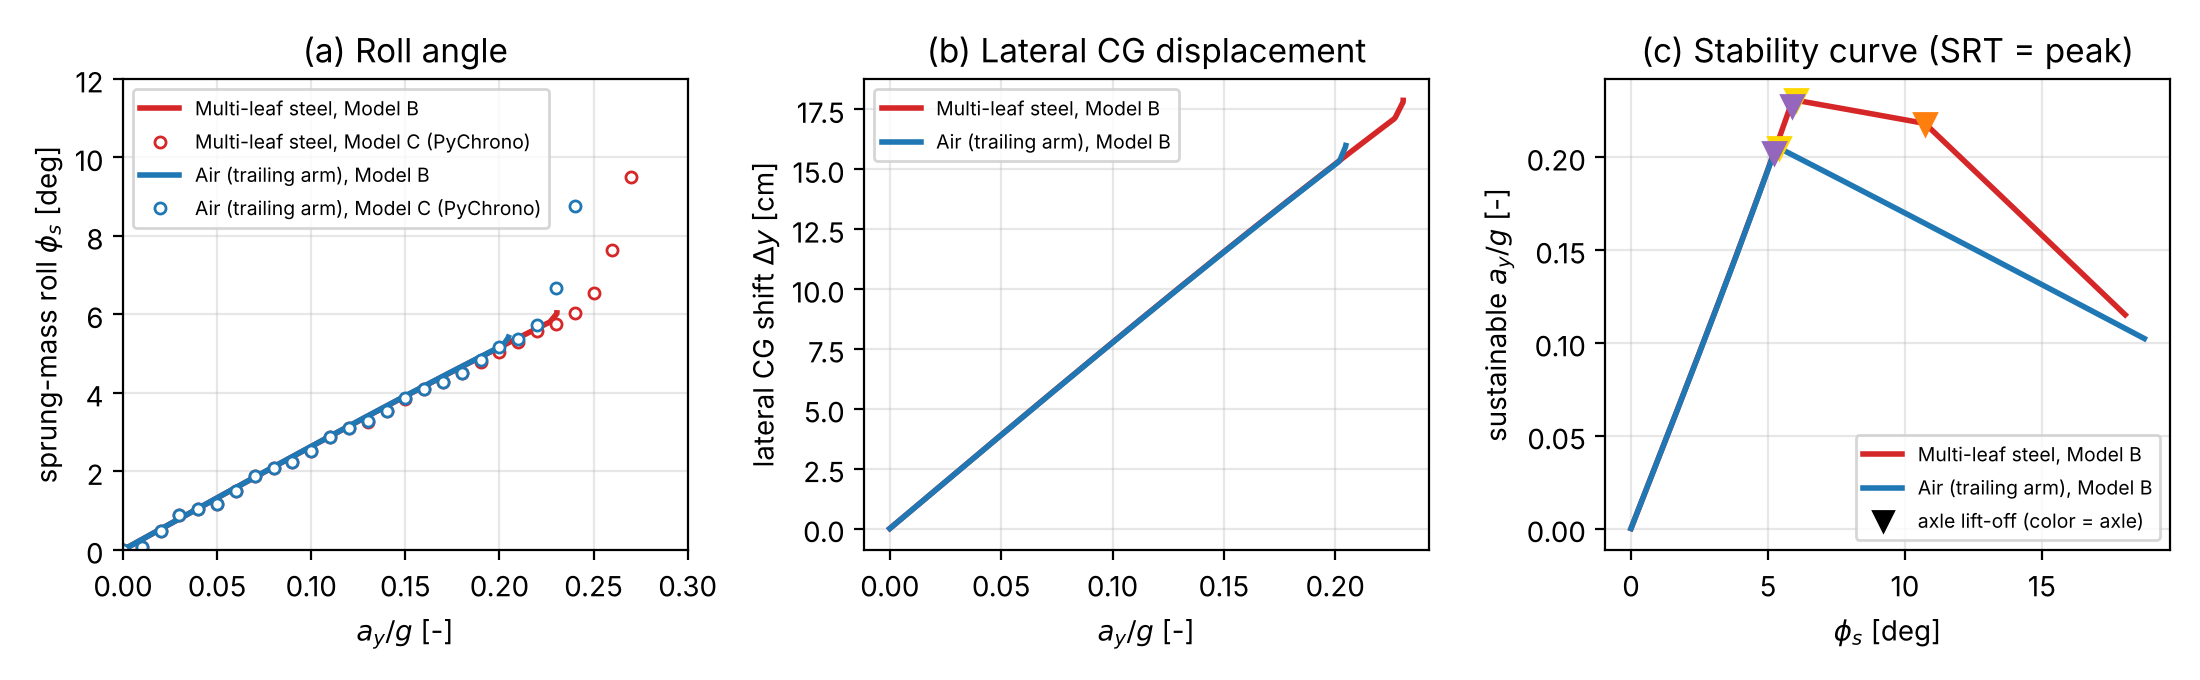 (a) Roll angle
sprung-mass roll ϕs [deg]
12
10
8
6
4
2
0
Multi-leaf steel, Model B
Multi-leaf steel, Model C (PyChrono)
Air (trailing arm), Model B
Air (trailing arm), Model C (PyChrono)
0.00 0.05 0.10 0.15 0.20 0.25 0.30
ay/g [-]
(b) Lateral CG displacement
lateral CG shift Δy [cm]
17.5
15.0
12.5
10.0
7.5
5.0
2.5
0.0
Multi-leaf steel, Model B
Air (trailing arm), Model B
0.00 0.05 0.10 0.15 0.20
ay/g [-]
(c) Stability curve (SRT = peak)
sustainable ay/g [-]
0.20
0.15
0.10
0.05
0.00
Multi-leaf steel, Model B
Air (trailing arm), Model B
axle lift-off (color = axle)
0 5 10 15
ϕs [deg]